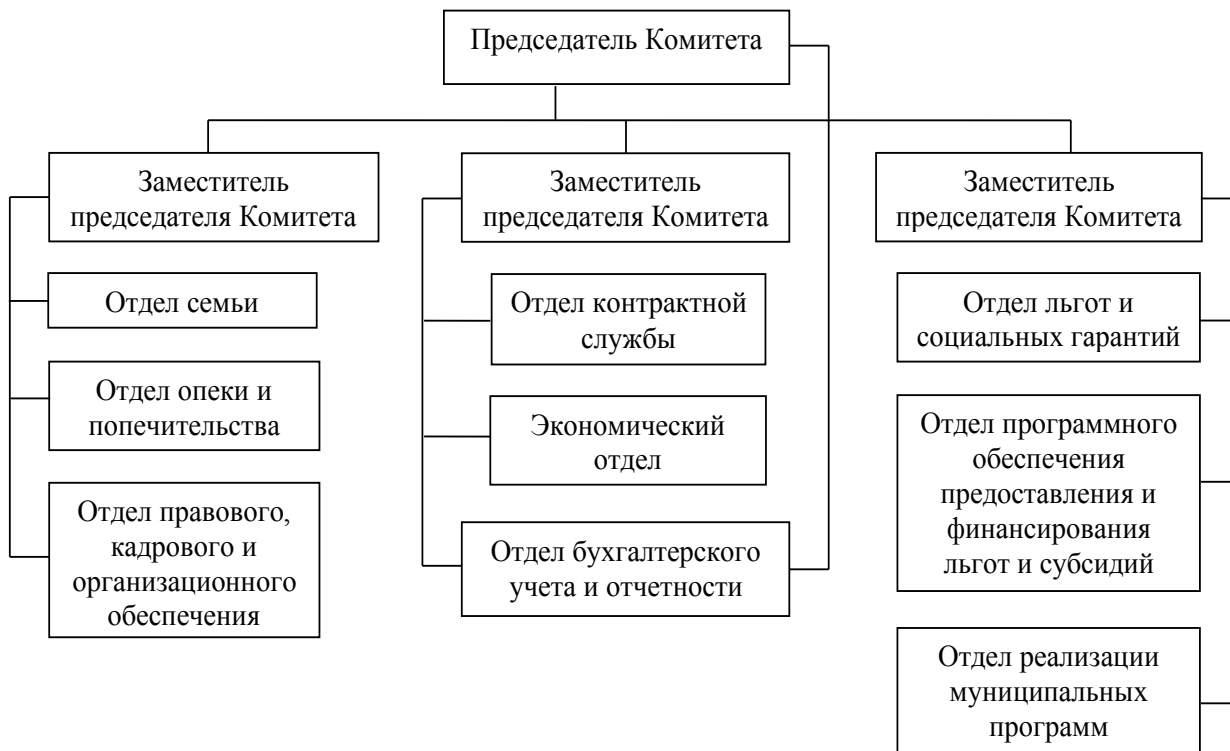 Председатель Комитета
Заместитель
председателя Комитета
Отдел семьи
Отдел опеки и
попечительства
Отдел правового,
кадрового и
организационного
обеспечения
Заместитель
председателя Комитета
Отдел контрактной
службы
Экономический
отдел
Отдел бухгалтерского
учета и отчетности
Заместитель
председателя Комитета
Отдел льгот и
социальных гарантий
Отдел программного
обеспечения
предоставления и
финансирования
льгот и субсидий
Отдел реализации
муниципальных
программ